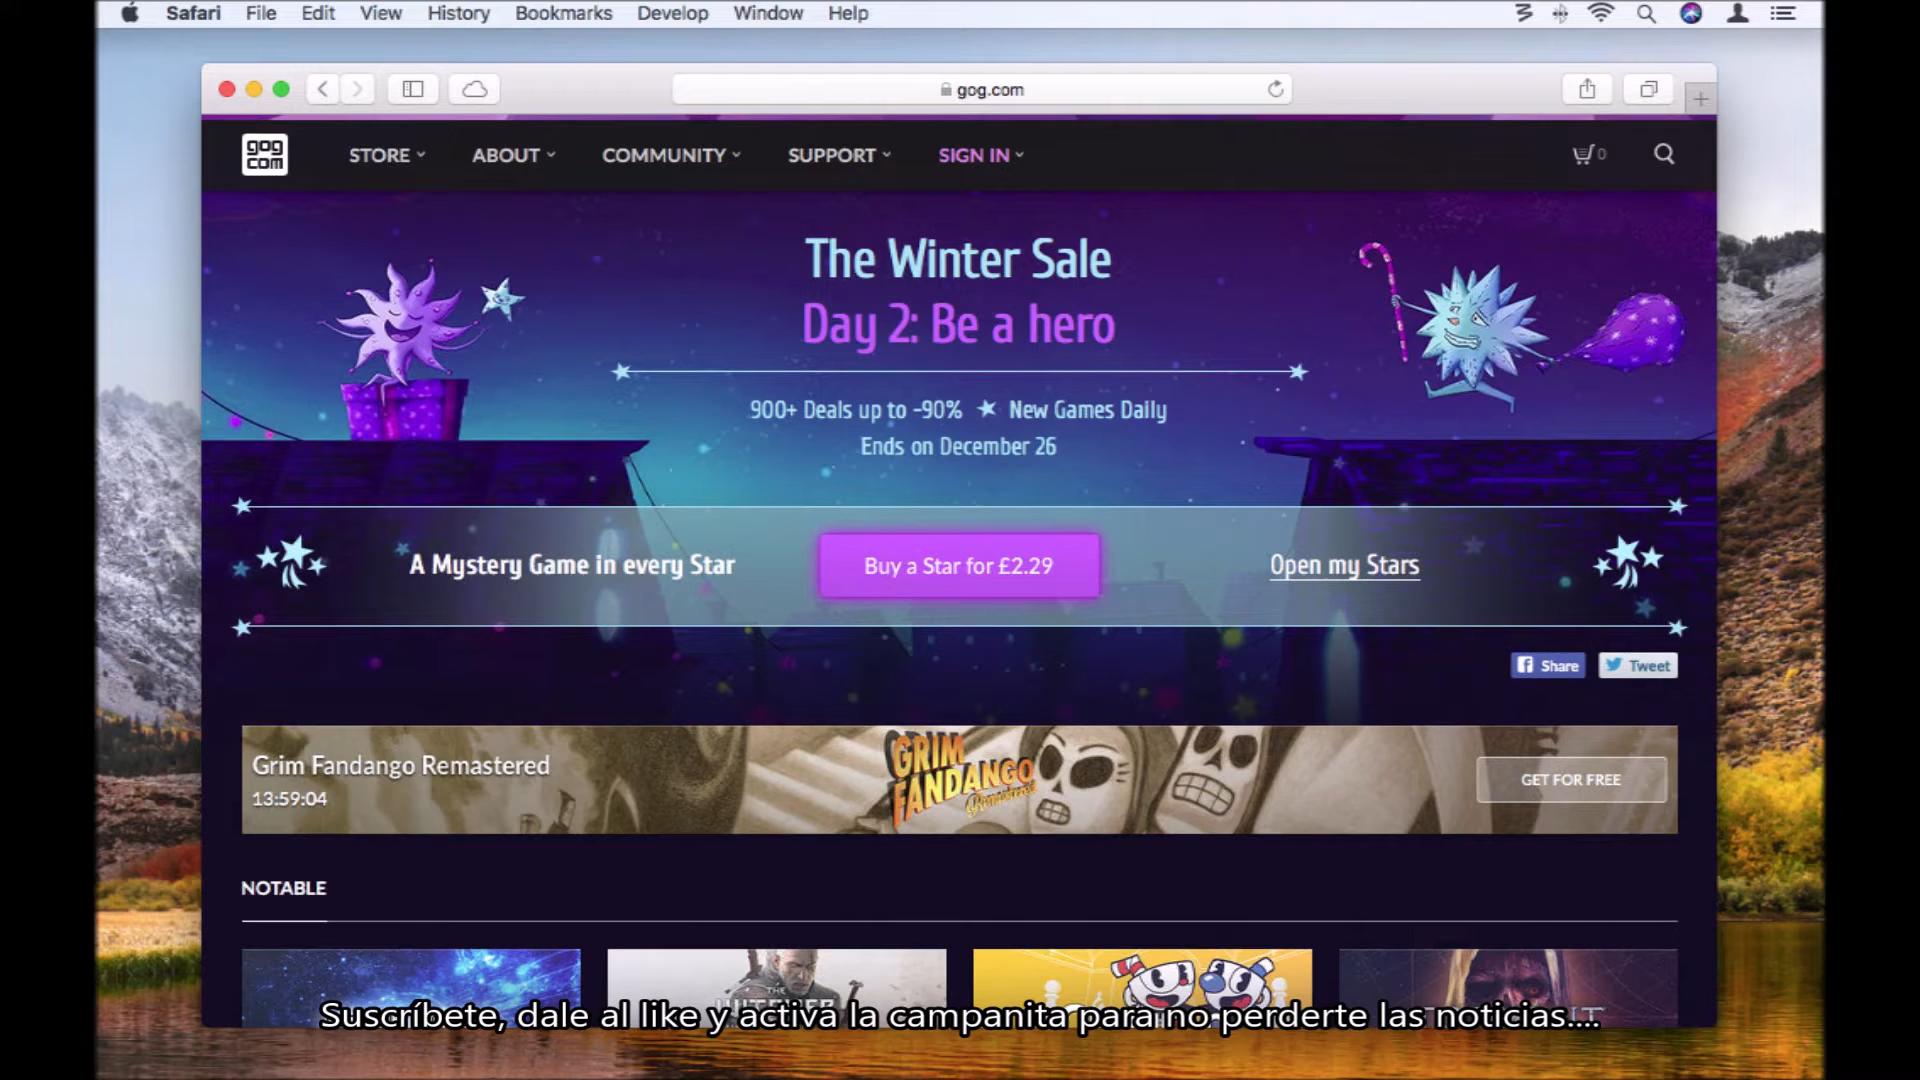 Safari File Edit View History Bookmarks Develop Window Help
gog.com
gog
com
STORE ABOUT COMMUNITY SUPPORT SIGN IN 0
The Winter Sale
Day 2: Be a hero
900+ Deals up to -90% New Games Daily
Ends on December 26
A Mystery Game in every Star
Buy a Star for £2.29
Open my Stars
Share Tweet
Grim Fandango Remastered
13:59:04
GRIM
FANDANGO
Remastered
GET FOR FREE
NOTABLE
THE
WITCHER
Suscríbete, dale al like y activa la campanita para no perderte las noticias....